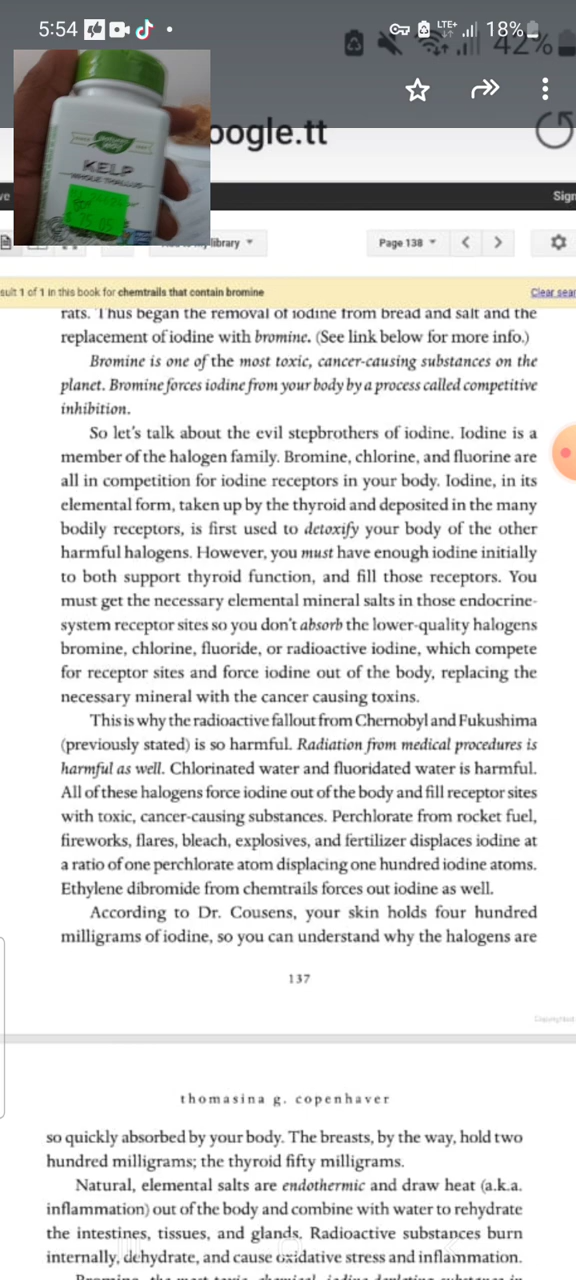 5:54
LTE+
18%
42%
oogle.tt
KELP
WHOLE THALLUS
75.05
ve
Sign
library
Page 138
sult 1 of 1 in this book for chemtrails that contain bromine
Clear sear
rats. Thus began the removal of iodine from bread and salt and the
replacement of iodine with bromine. (See link below for more info.)
Bromine is one of the most toxic, cancer-causing substances on the
planet. Bromine forces iodine from your body by a process called competitive
inhibition.
So let's talk about the evil stepbrothers of iodine. Iodine is a
member of the halogen family. Bromine, chlorine, and fluorine are
all in competition for iodine receptors in your body. Iodine, in its
elemental form, taken up by the thyroid and deposited in the many
bodily receptors, is first used to detoxify your body of the other
harmful halogens. However, you must have enough iodine initially
to both support thyroid function, and fill those receptors. You
must get the necessary elemental mineral salts in those endocrine-
system receptor sites so you don't absorb the lower-quality halogens
bromine, chlorine, fluoride, or radioactive iodine, which compete
for receptor sites and force iodine out of the body, replacing the
necessary mineral with the cancer causing toxins.
This is why the radioactive fallout from Chernobyl and Fukushima
(previously stated) is so harmful. Radiation from medical procedures is
harmful as well. Chlorinated water and fluoridated water is harmful.
All of these halogens force iodine out of the body and fill receptor sites
with toxic, cancer-causing substances. Perchlorate from rocket fuel,
fireworks, flares, bleach, explosives, and fertilizer displaces iodine at
a ratio of one perchlorate atom displacing one hundred iodine atoms.
Ethylene dibromide from chemtrails forces out iodine as well.
According to Dr. Cousens, your skin holds four hundred
milligrams of iodine, so you can understand why the halogens are
137
Copyrighted
thomasina g. copenhaver
so quickly absorbed by your body. The breasts, by the way, hold two
hundred milligrams; the thyroid fifty milligrams.
Natural, elemental salts are endothermic and draw heat (a.k.a.
inflammation) out of the body and combine with water to rehydrate
the intestines, tissues, and glands. Radioactive substances burn
internally, dehydrate, and cause oxidative stress and inflammation.